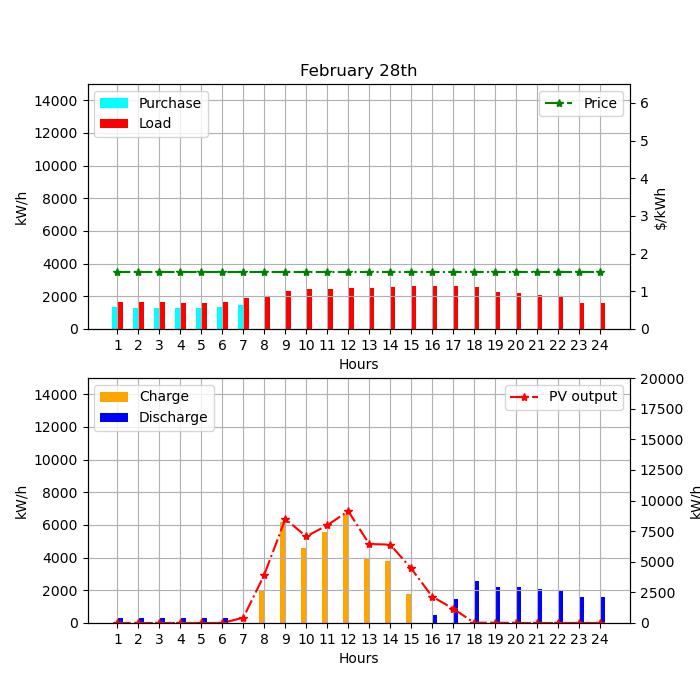 February 28th
Purchase
Load
Price
14000
12000
10000
8000
6000
4000
2000
0
kW/h
6
5
4
3
2
1
0
$/kWh
1 2 3 4 5 6 7 8 9 10 11 12 13 14 15 16 17 18 19 20 21 22 23 24
Hours
Charge
Discharge
PV output
14000
12000
10000
8000
6000
4000
2000
0
kW/h
20000
17500
15000
12500
10000
7500
5000
2500
0
kW/h
1 2 3 4 5 6 7 8 9 10 11 12 13 14 15 16 17 18 19 20 21 22 23 24
Hours